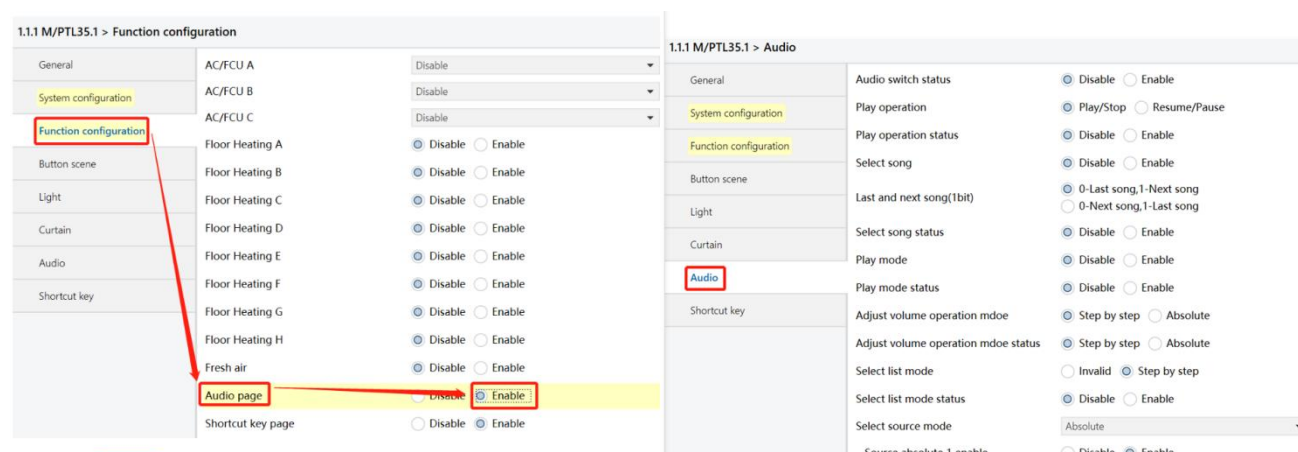 1.1.1 M/PTL35.1 > Function configuration
General
System configuration
Function configuration
Button scene
Light
Curtain
Audio
Shortcut key
AC/FCU A Disable
AC/FCU B Disable
AC/FCU C Disable
Floor Heating A Disable Enable
Floor Heating B Disable Enable
Floor Heating C Disable Enable
Floor Heating D Disable Enable
Floor Heating E Disable Enable
Floor Heating F Disable Enable
Floor Heating G Disable Enable
Floor Heating H Disable Enable
Fresh air Disable Enable
Audio page Disable Enable
Shortcut key page Disable Enable
1.1.1 M/PTL35.1 > Audio
General
System configuration
Function configuration
Button scene
Light
Curtain
Audio
Shortcut key
Audio switch status Disable Enable
Play operation Play/Stop Resume/Pause
Play operation status Disable Enable
Select song Disable Enable
Last and next song(1bit) 0-Last song,1-Next song
0-Next song,1-Last song
Select song status Disable Enable
Play mode Disable Enable
Play mode status Disable Enable
Adjust volume operation mdoe Step by step Absolute
Adjust volume operation mdoe status Step by step Absolute
Select list mode Invalid Step by step
Select list mode status Disable Enable
Select source mode Absolute
Source absolute 1 enable Disable Enable